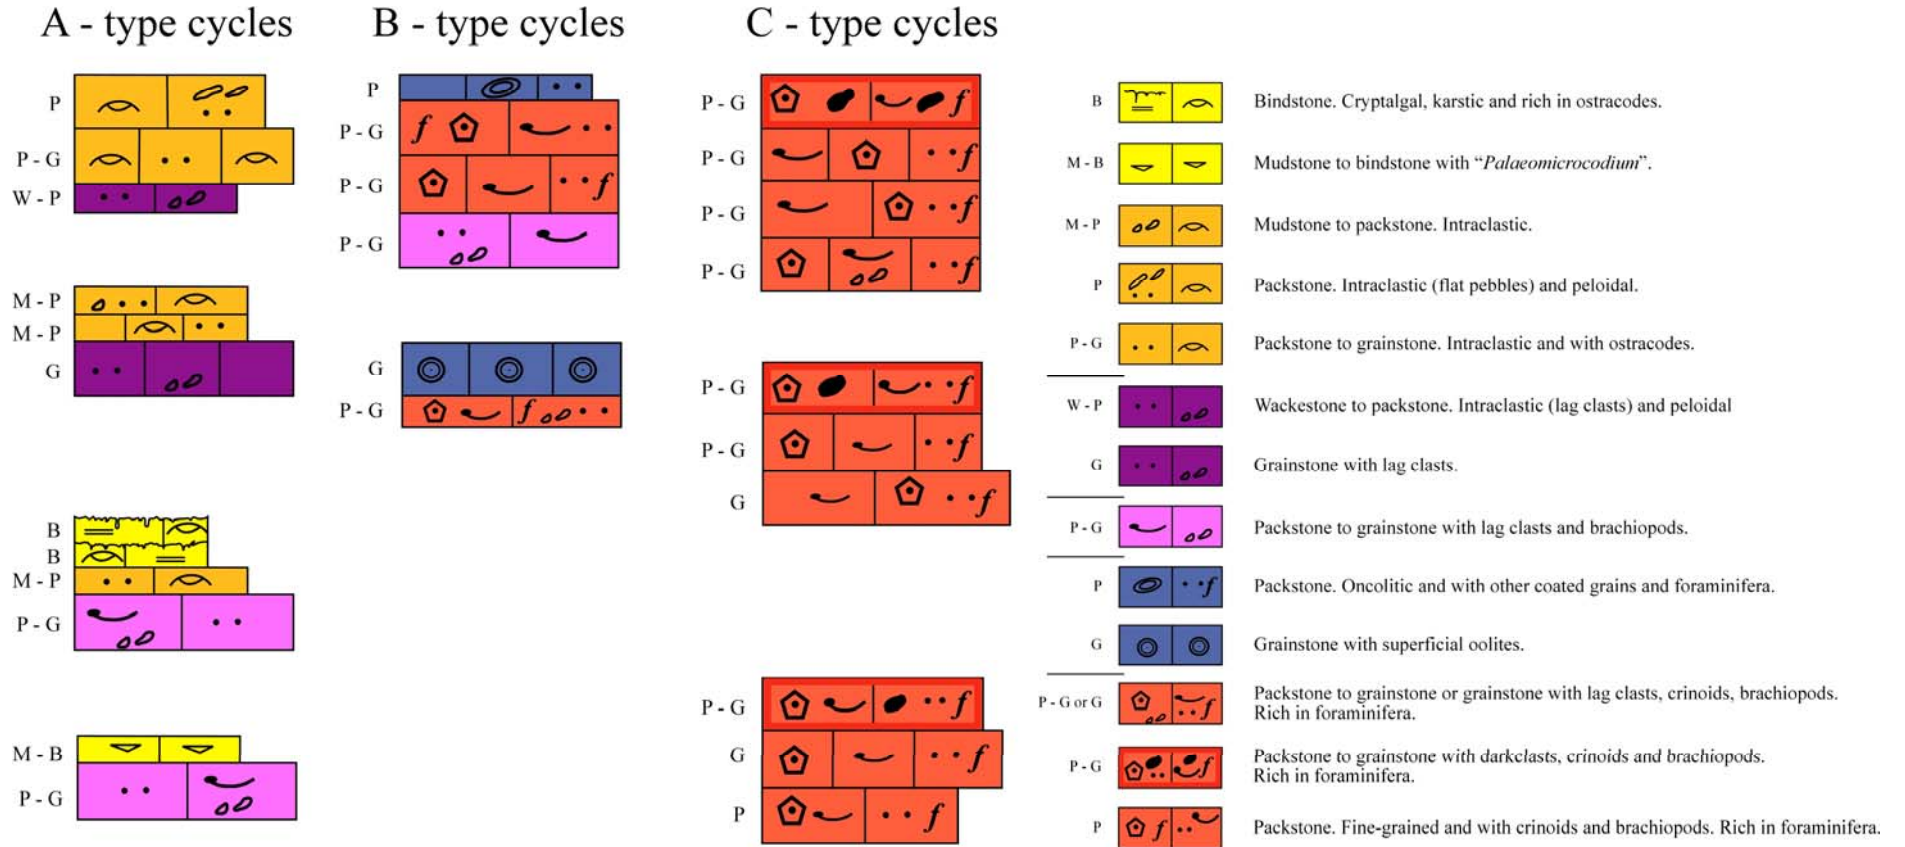 A - type cycles
B - type cycles
C - type cycles
P
P - G
W - P
M - P
M - P
G
B
B
M - P
P - G
M - B
P - G
P
P - G
f
P - G
f
P - G
G
P - G
f
P - G
f
P - G
f
P - G
f
P - G
f
P - G
f
P - G
f
G
f
P - G
f
G
f
P
f
B
Bindstone. Cryptalgal, karstic and rich in ostracodes.
M - B
Mudstone to bindstone with “Palaeomicrocodium”.
M - P
Mudstone to packstone. Intraclastic.
P
Packstone. Intraclastic (flat pebbles) and peloidal.
P - G
Packstone to grainstone. Intraclastic and with ostracodes.
W - P
Wackestone to packstone. Intraclastic (lag clasts) and peloidal
G
Grainstone with lag clasts.
P - G
Packstone to grainstone with lag clasts and brachiopods.
P
f
Packstone. Oncolitic and with other coated grains and foraminifera.
G
Grainstone with superficial oolites.
P - G or G
f
Packstone to grainstone or grainstone with lag clasts, crinoids, brachiopods.
Rich in foraminifera.
P - G
f
Packstone to grainstone with darkclasts, crinoids and brachiopods.
Rich in foraminifera.
P
f
Packstone. Fine-grained and with crinoids and brachiopods. Rich in foraminifera.